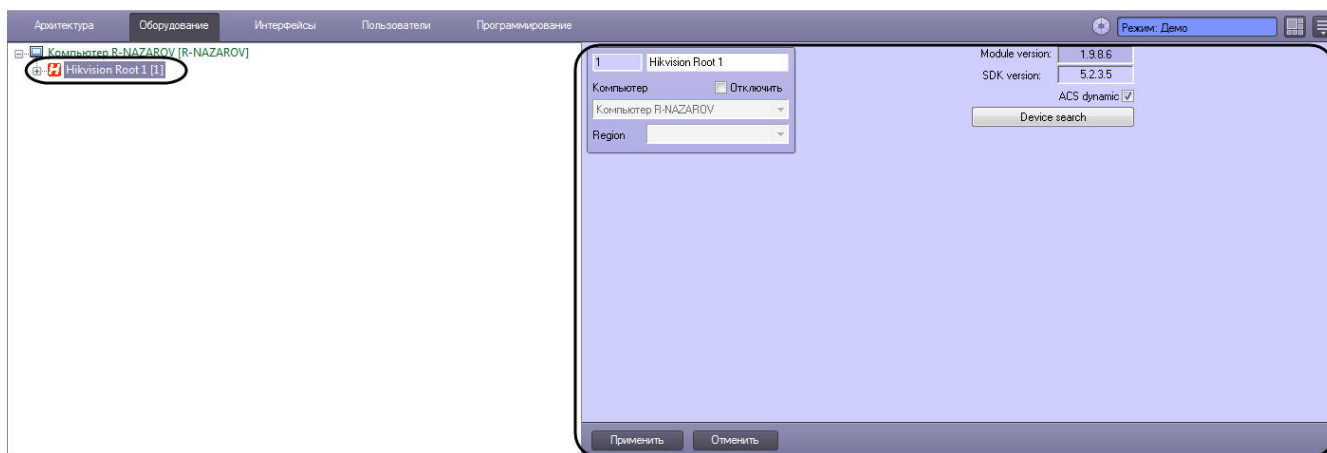 Архитектура Оборудование Интерфейсы Пользователи Программирование Режим: Демо
Компьютер R-NAZAROV [R-NAZAROV]
Hikvision Root 1 [1]
1 Hikvision Root 1
Компьютер Отключить
Компьютер R-NAZAROV
Region
Module version: 1.9.8.6
SDK version: 5.2.3.5
ACS dynamic
Device search
Применить Отменить